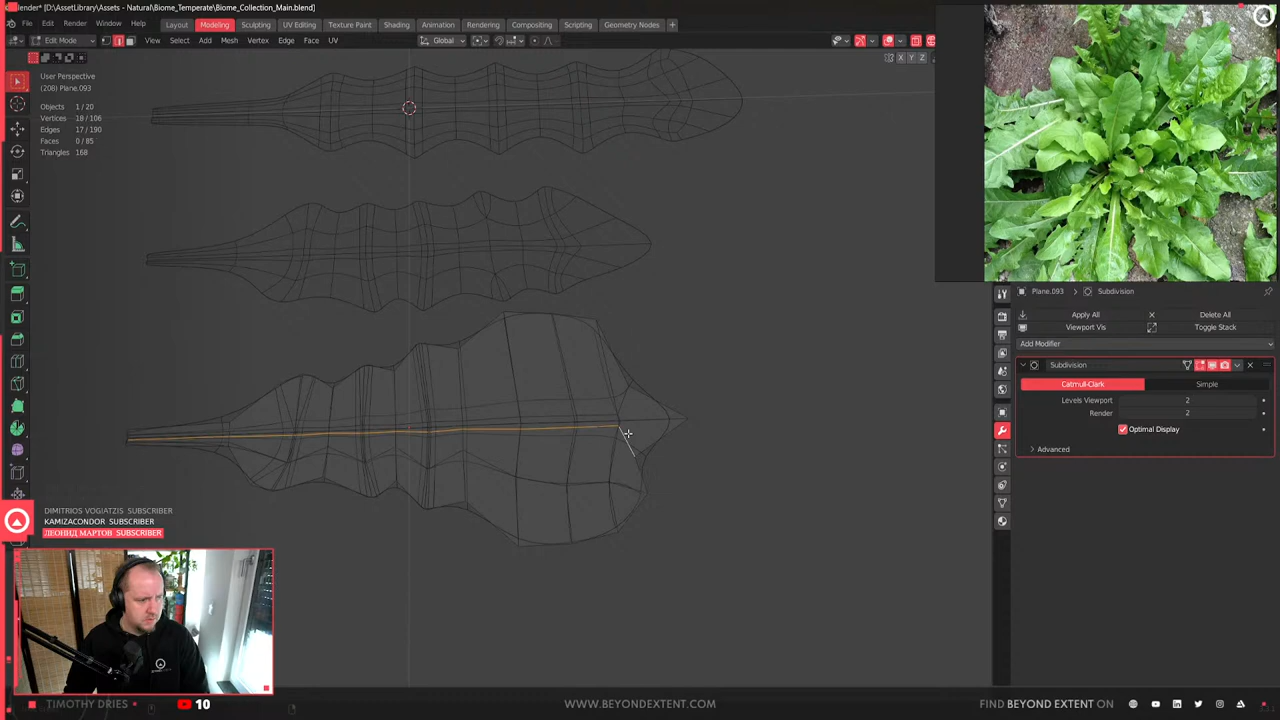 Blender* [D:\AssetLibrary\Assets - Natural\Biome_Temperate\Biome_Collection_Main.blend]
File Edit Render Window Help Layout Modeling Sculpting UV Editing Texture Paint Shading Animation Rendering Compositing Scripting Geometry Nodes +
Edit Mode View Select Add Mesh Vertex Edge Face UV Global X Y Z
User Perspective
(208) Plane.093
Objects 1 / 20
Vertices 18 / 106
Edges 17 / 190
Faces 0 / 85
Triangles 168
Plane.093 > Subdivision
Apply All Delete All
Viewport Vis Toggle Stack
Add Modifier
Subdivision
Catmull-Clark Simple
Levels Viewport 2
Render 2
Optimal Display
> Advanced
DIMITRIOS VOGIATZIS SUBSCRIBER
KAMIZACONDOR SUBSCRIBER
ЛЕОНИД МАРТОВ SUBSCRIBER
TIMOTHY DRIES 10 WWW.BEYONDEXTENT.COM FIND BEYOND EXTENT ON